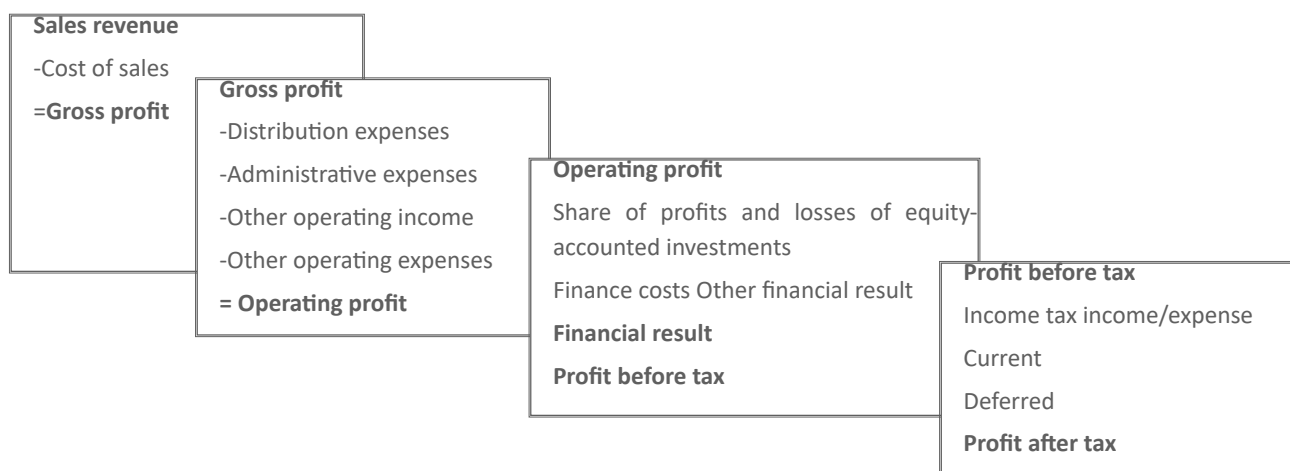 Sales revenue
-Cost of sales
=Gross profit
Gross profit
-Distribution expenses
-Administrative expenses
-Other operating income
-Other operating expenses
= Operating profit
Operating profit
Share of profits and losses of equity-
accounted investments
Finance costs Other financial result
Financial result
Profit before tax
Profit before tax
Income tax income/expense
Current
Deferred
Profit after tax